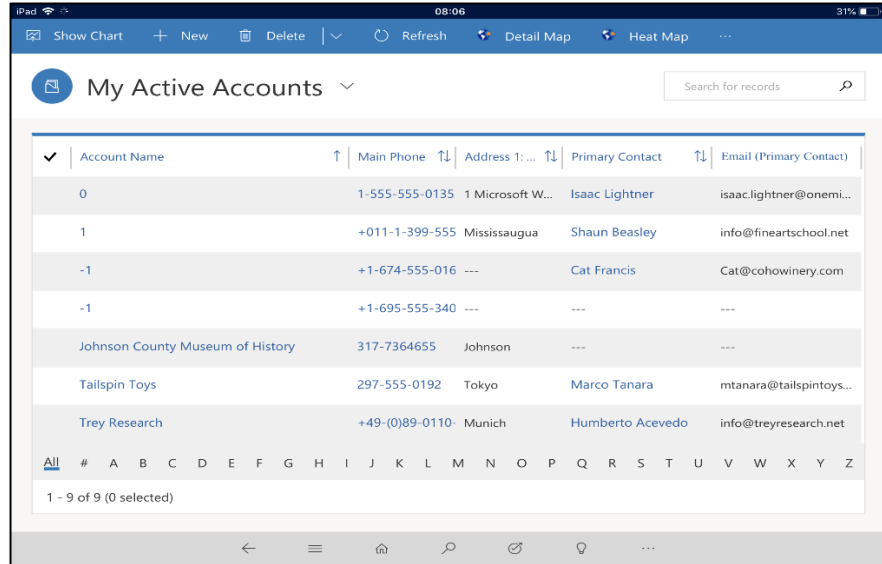 iPad 08:06 31%
Show Chart New Delete Refresh Detail Map Heat Map ...
My Active Accounts
Search for records
Account Name Main Phone Address 1: ... Primary Contact Email (Primary Contact)
0 1-555-555-0135 1 Microsoft W... Isaac Lightner isaac.lightner@onemi...
1 +011-1-399-555 Mississaugua Shaun Beasley info@fineartschool.net
-1 +1-674-555-016 --- Cat Francis Cat@cohowinery.com
-1 +1-695-555-340 --- --- ---
Johnson County Museum of History 317-7364655 Johnson --- ---
Tailspin Toys 297-555-0192 Tokyo Marco Tanara mtanara@tailspintoys...
Trey Research +49-(0)89-0110- Munich Humberto Acevedo info@treyresearch.net
All # A B C D E F G H I J K L M N O P Q R S T U V W X Y Z
1 - 9 of 9 (0 selected)
...